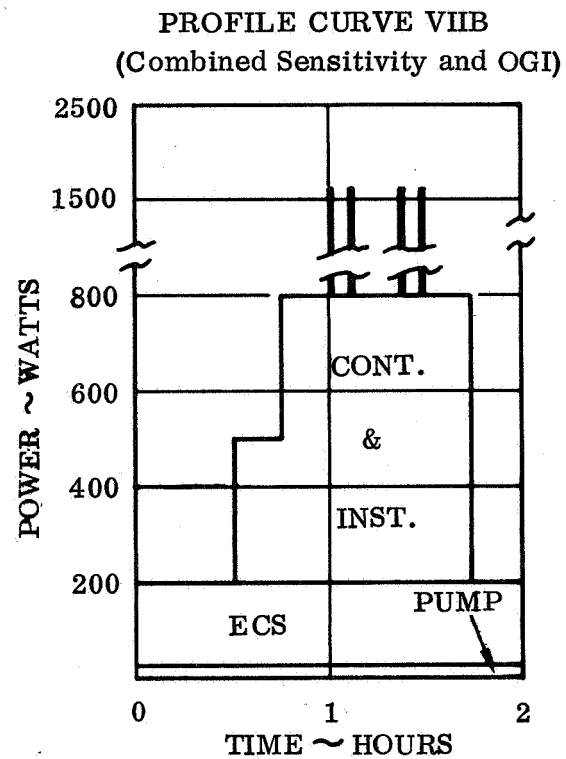 PROFILE CURVE VIIB
(Combined Sensitivity and OGI)
2500
1500
800
600
400
200
POWER ~ WATTS
CONT.
&
INST.
ECS
PUMP
0
1
2
TIME ~ HOURS